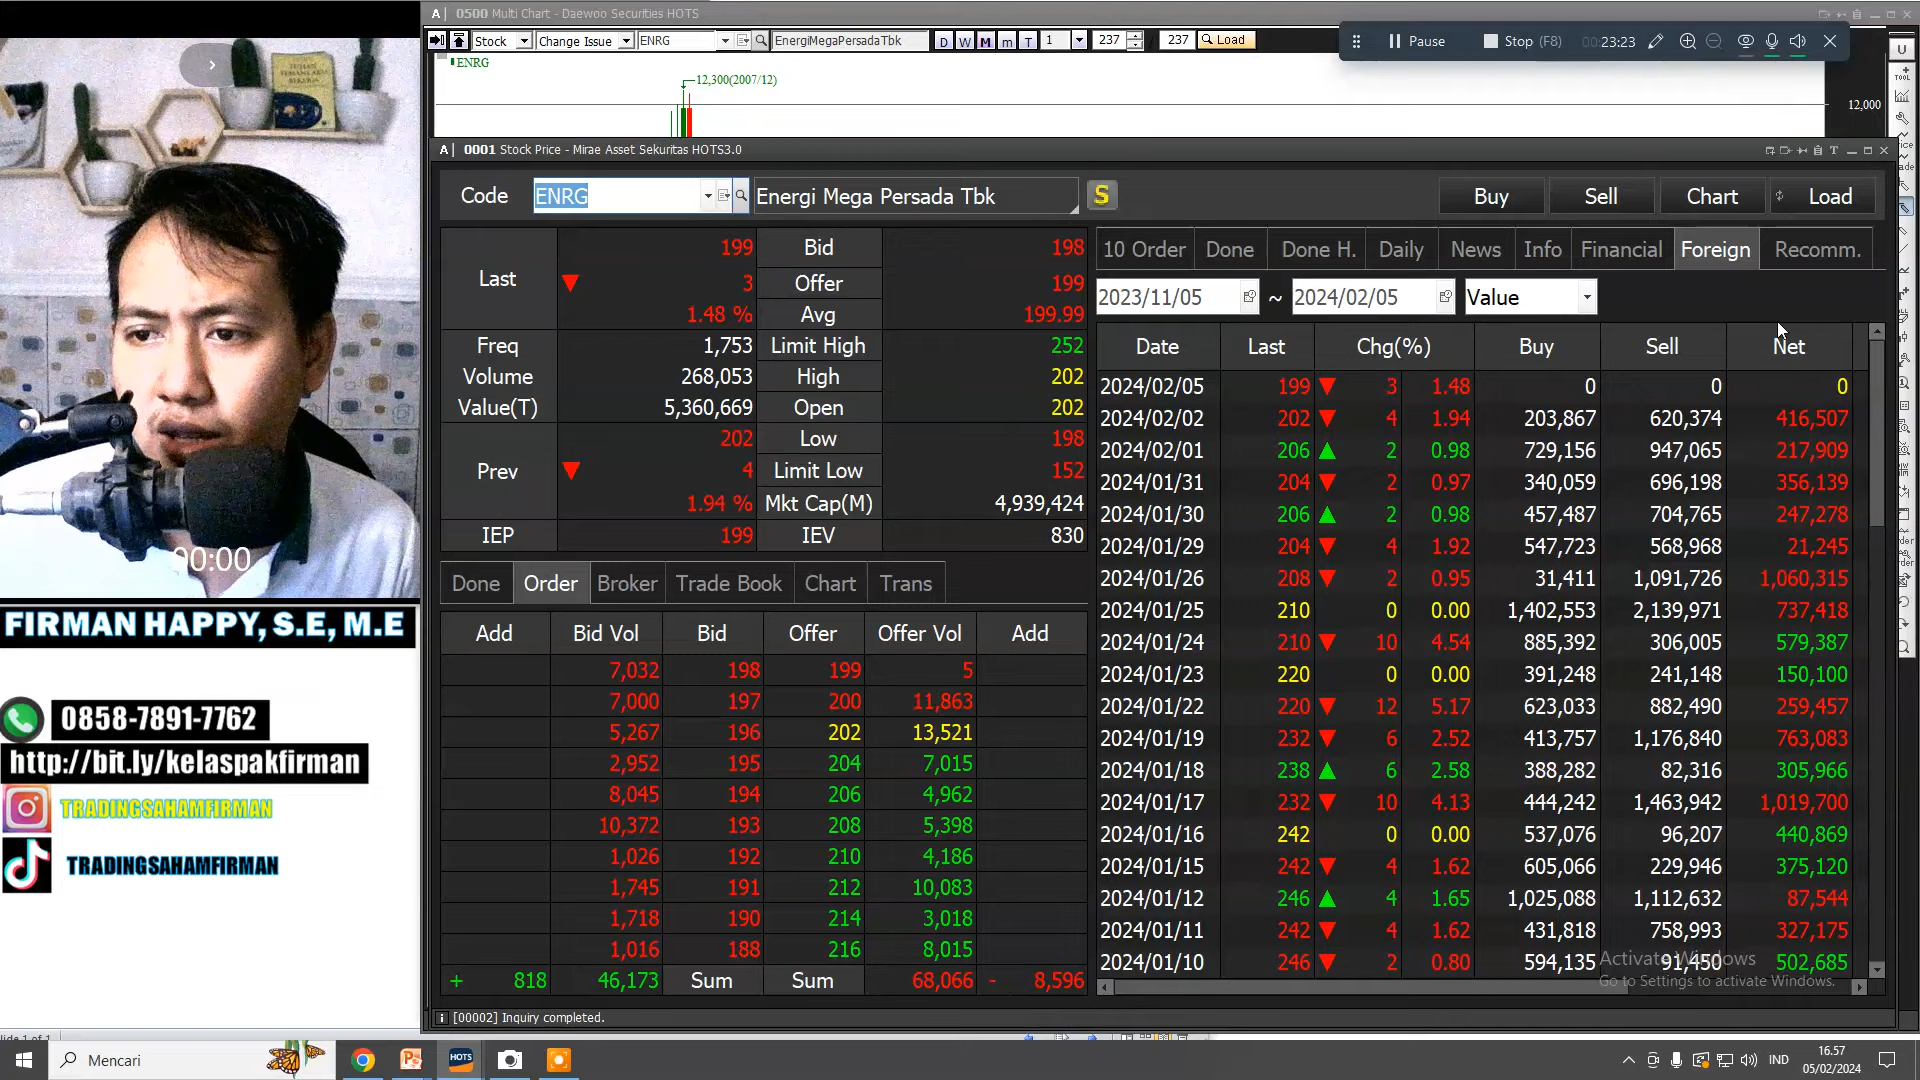 0500 Multi Chart - Daewoo Securities HOTS
Stock Change Issue ENRG EnergiMegaPersadaTbk D W M m T 1 237 237 Load
Pause Stop (F8) 00:23:23
ENRG
12,300(2007/12)
12,000
0001 Stock Price - Mirae Asset Sekuritas HOTS3.0
Code ENRG Energi Mega Persada Tbk S Buy Sell Chart Load
Last 199 Bid 198
3 Offer 199
1.48 % Avg 199.99
Freq 1,753 Limit High 252
Volume 268,053 High 202
Value(T) 5,360,669 Open 202
Prev 202 Low 198
4 Limit Low 152
1.94 % Mkt Cap(M) 4,939,424
IEP 199 IEV 830
Done Order Broker Trade Book Chart Trans
Add Bid Vol Bid Offer Offer Vol Add
7,032 198 199 5
7,000 197 200 11,863
5,267 196 202 13,521
2,952 195 204 7,015
8,045 194 206 4,962
10,372 193 208 5,398
1,026 192 210 4,186
1,745 191 212 10,083
1,718 190 214 3,018
1,016 188 216 8,015
+ 818 46,173 Sum Sum 68,066 - 8,596
10 Order Done Done H. Daily News Info Financial Foreign Recomm.
2023/11/05 ~ 2024/02/05 Value
Date Last Chg(%) Buy Sell Net
2024/02/05 199 3 1.48 0 0 0
2024/02/02 202 4 1.94 203,867 620,374 416,507
2024/02/01 206 2 0.98 729,156 947,065 217,909
2024/01/31 204 2 0.97 340,059 696,198 356,139
2024/01/30 206 2 0.98 457,487 704,765 247,278
2024/01/29 204 4 1.92 547,723 568,968 21,245
2024/01/26 208 2 0.95 31,411 1,091,726 1,060,315
2024/01/25 210 0 0.00 1,402,553 2,139,971 737,418
2024/01/24 210 10 4.54 885,392 306,005 579,387
2024/01/23 220 0 0.00 391,248 241,148 150,100
2024/01/22 220 12 5.17 623,033 882,490 259,457
2024/01/19 232 6 2.52 413,757 1,176,840 763,083
2024/01/18 238 6 2.58 388,282 82,316 305,966
2024/01/17 232 10 4.13 444,242 1,463,942 1,019,700
2024/01/16 242 0 0.00 537,076 96,207 440,869
2024/01/15 242 4 1.62 605,066 229,946 375,120
2024/01/12 246 4 1.65 1,025,088 1,112,632 87,544
2024/01/11 242 4 1.62 431,818 758,993 327,175
2024/01/10 246 2 0.80 594,135 91,450 502,685
Activate Windows
Go to Settings to activate Windows.
[00002] Inquiry completed.
00:00
FIRMAN HAPPY, S.E, M.E
0858-7891-7762
http://bit.ly/kelaspakfirman
TRADINGSAHAMFIRMAN
TRADINGSAHAMFIRMAN
Mencari
HOTS
IND
16.57
05/02/2024